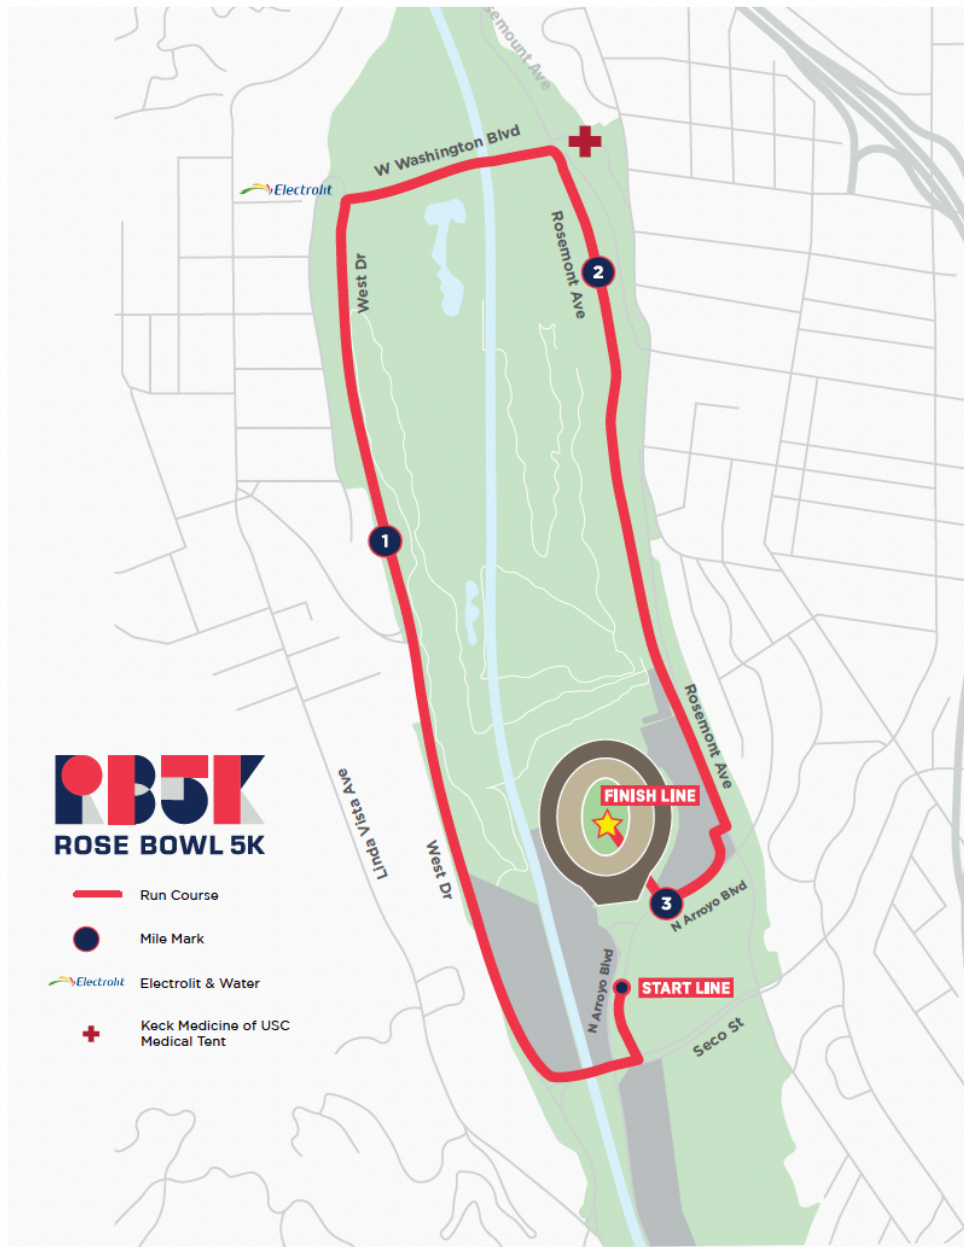 semount Ave
W Washington Blvd
Electrolit
West Dr
Rosemont Ave
2
1
Rosemont Ave
FINISH LINE
Linda Vista Ave
West Dr
3
N Arroyo Blvd
N Arroyo Blvd
START LINE
Seco St
RB5K
ROSE BOWL 5K
Run Course
Mile Mark
Electrolit
Electrolit & Water
Keck Medicine of USC
Medical Tent